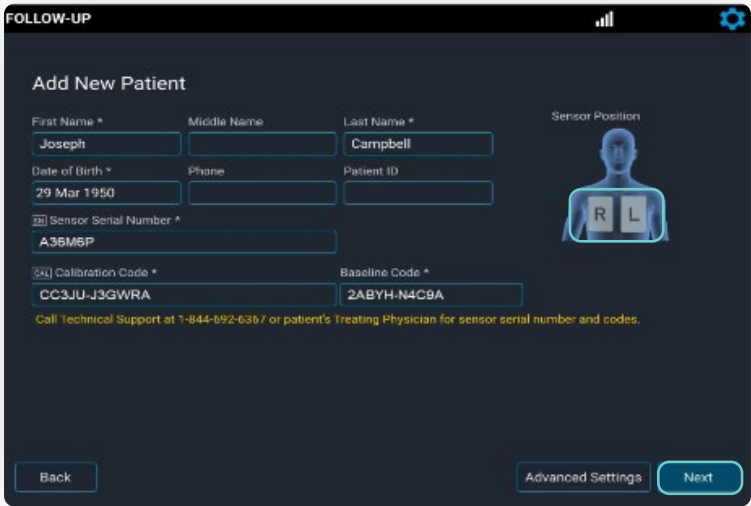 FOLLOW-UP
Add New Patient
First Name * Middle Name Last Name * Sensor Position
Joseph Campbell
Date of Birth * Phone Patient ID
29 Mar 1950
R L
SN Sensor Serial Number *
A35M5P
CAL Calibration Code * Baseline Code *
CC3JU-J3GWRA 2ABYH-N4C9A
Call Technical Support at 1-844-692-6367 or patient's Treating Physician for sensor serial number and codes.
Back Advanced Settings Next